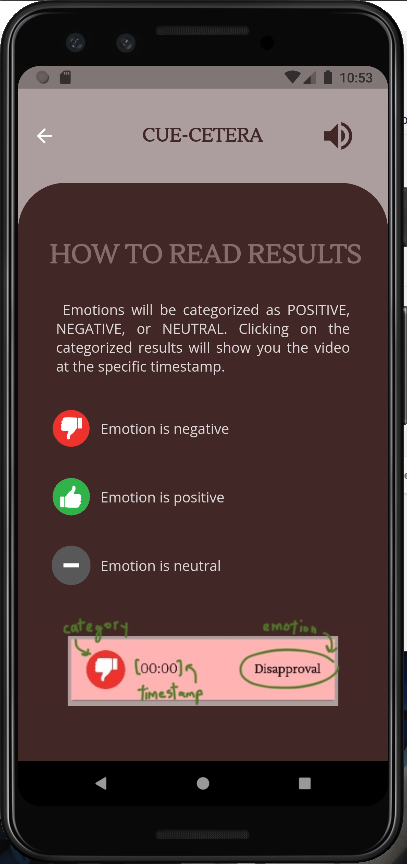 10:53
CUE-CETERA
HOW TO READ RESULTS
Emotions will be categorized as POSITIVE,
NEGATIVE, or NEUTRAL. Clicking on the
categorized results will show you the video
at the specific timestamp.
Emotion is negative
Emotion is positive
Emotion is neutral
category
emotion
[00:00]
Disapproval
timestamp